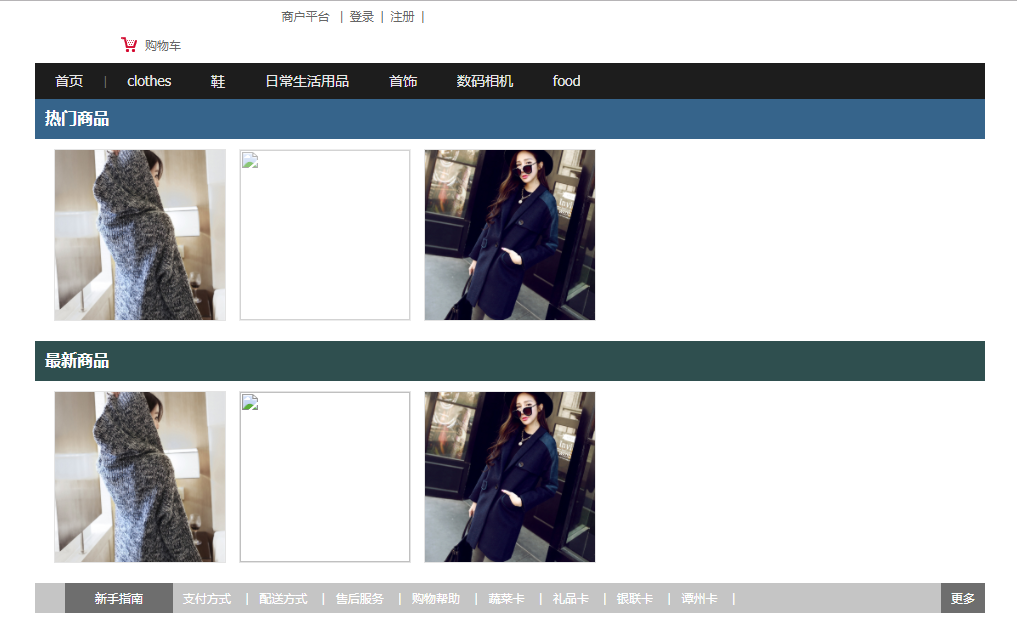 商户平台 | 登录 | 注册 |
购物车
首页 | clothes 鞋 日常生活用品 首饰 数码相机 food
热门商品
最新商品
新手指南 支付方式 | 配送方式 | 售后服务 | 购物帮助 | 蔬菜卡 | 礼品卡 | 银联卡 | 谭州卡 | 更多